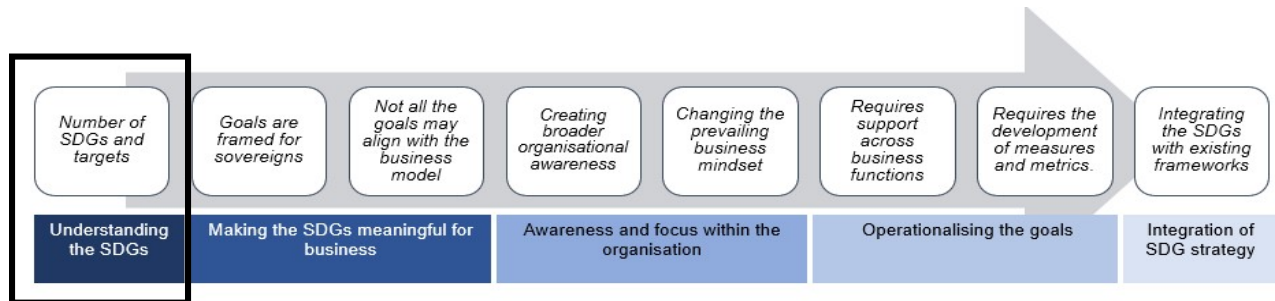 Number of
SDGs and
targets
Goals are
framed for
sovereigns
Not all the
goals may
align with the
business
model
Creating
broader
organisational
awareness
Changing the
prevailing
business
mindset
Requires
support
across
business
functions
Requires the
development
of measures
and metrics.
Integrating
the SDGs
with existing
frameworks
Understanding
the SDGs
Making the SDGs meaningful for
business
Awareness and focus within the
organisation
Operationalising the goals
Integration of
SDG strategy